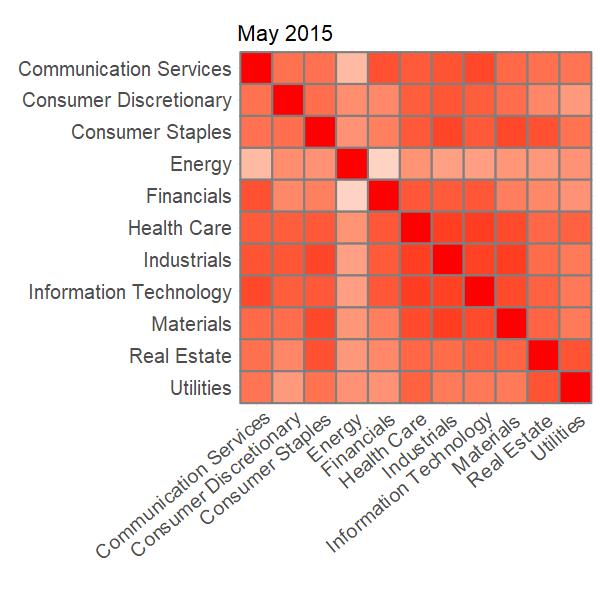 May 2015
Communication Services
Consumer Discretionary
Consumer Staples
Energy
Financials
Health Care
Industrials
Information Technology
Materials
Real Estate
Utilities
Communication Services
Consumer Discretionary
Consumer Staples
Energy
Financials
Health Care
Industrials
Information Technology
Materials
Real Estate
Utilities